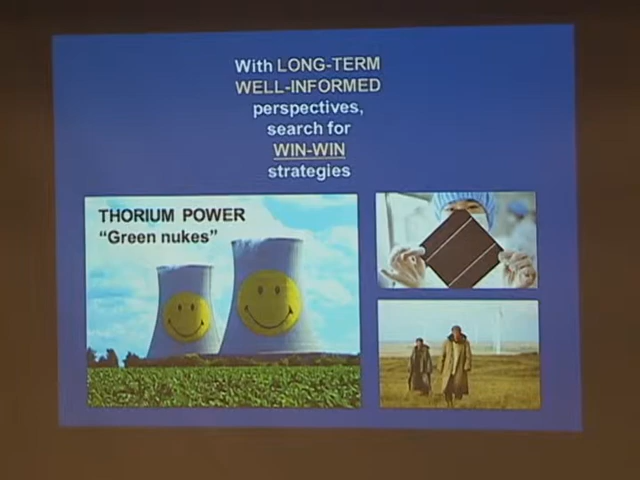 With LONG-TERM
WELL-INFORMED
perspectives,
search for
WIN-WIN
strategies
THORIUM POWER
“Green nukes”